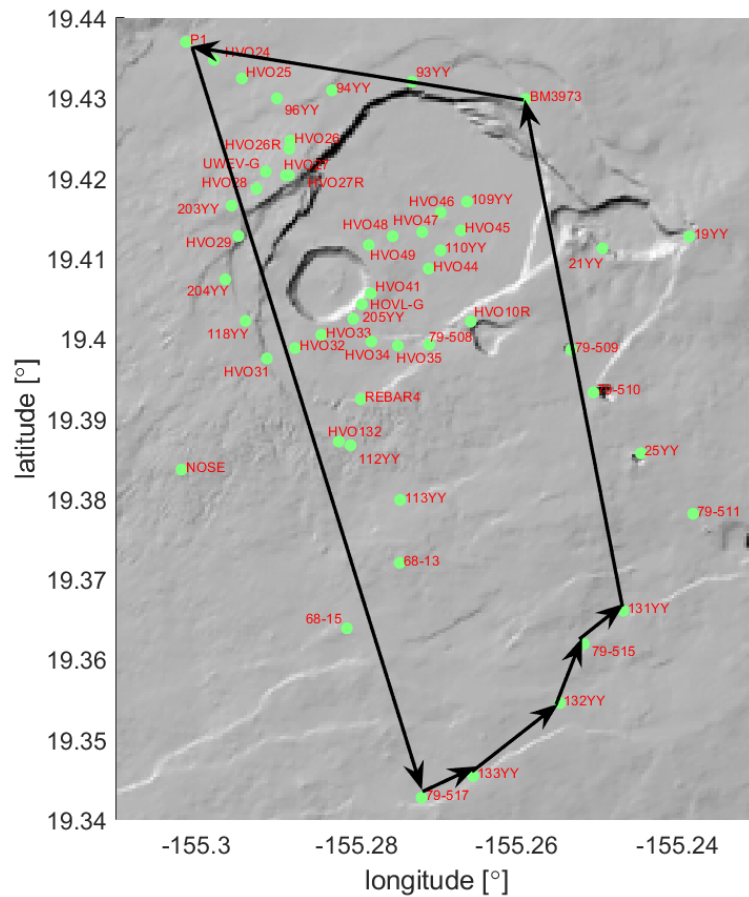 19.44
P1
HVO24
93YY
HVO25
94YY
19.43
96YY
BM3973
HVO26
HVO26R
UWEV-G
HVO27
19.42
HVO28
HVO27R
203YY
HVO46
109YY
HVO48
HVO47
HVO45
HVO29
19YY
19.41
HVO49
110YY
21YY
HVO44
204YY
HVO41
HOVL-G
205YY
HVO10R
118YY
19.4
HVO33
HVO32
HVO34
HVO35
79-508
79-509
HVO31
19.39
REBAR4
-510
HVO132
112YY
25YY
NOSE
19.38
113YY
79-511
68-13
19.37
68-15
131YY
19.36
79-515
132YY
19.35
133YY
79-517
19.34
-155.3 -155.28 -155.26 -155.24
longitude [°]
latitude [°]